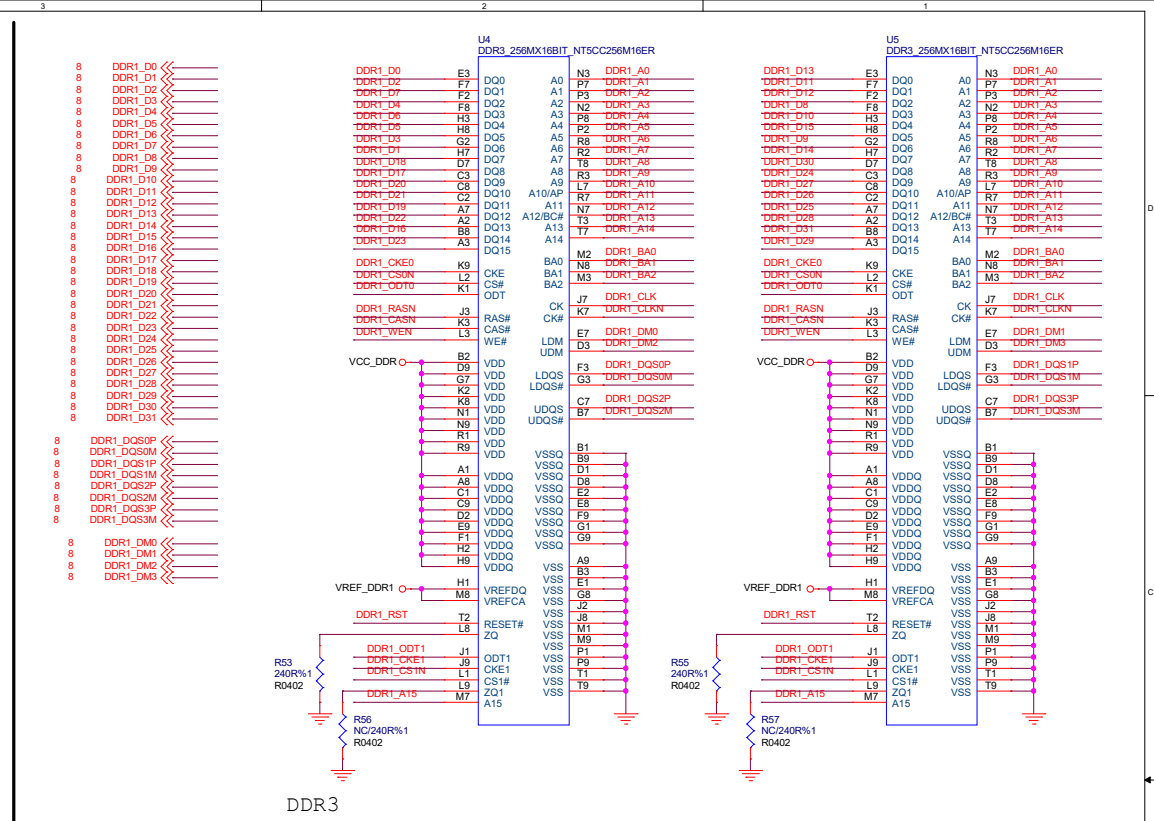 3
2
1
D
C
8 DDR1_D0
8 DDR1_D1
8 DDR1_D2
8 DDR1_D3
8 DDR1_D4
8 DDR1_D5
8 DDR1_D6
8 DDR1_D7
8 DDR1_D8
8 DDR1_D9
8 DDR1_D10
8 DDR1_D11
8 DDR1_D12
8 DDR1_D13
8 DDR1_D14
8 DDR1_D15
8 DDR1_D16
8 DDR1_D17
8 DDR1_D18
8 DDR1_D19
8 DDR1_D20
8 DDR1_D21
8 DDR1_D22
8 DDR1_D23
8 DDR1_D24
8 DDR1_D25
8 DDR1_D26
8 DDR1_D27
8 DDR1_D28
8 DDR1_D29
8 DDR1_D30
8 DDR1_D31
8 DDR1_DQS0P
8 DDR1_DQS0M
8 DDR1_DQS1P
8 DDR1_DQS1M
8 DDR1_DQS2P
8 DDR1_DQS2M
8 DDR1_DQS3P
8 DDR1_DQS3M
8 DDR1_DM0
8 DDR1_DM1
8 DDR1_DM2
8 DDR1_DM3
U4
DDR3_256MX16BIT_NT5CC256M16ER
DDR1_D0 E3 DQ0
DDR1_D2 F7 DQ1
DDR1_D7 F2 DQ2
DDR1_D4 F8 DQ3
DDR1_D6 H3 DQ4
DDR1_D5 H8 DQ5
DDR1_D3 G2 DQ6
DDR1_D1 H7 DQ7
DDR1_D18 D7 DQ8
DDR1_D17 C3 DQ9
DDR1_D20 C8 DQ10
DDR1_D21 C2 DQ11
DDR1_D19 A7 DQ12
DDR1_D22 A2 DQ13
DDR1_D16 B8 DQ14
DDR1_D23 A3 DQ15
DDR1_CKE0 K9 CKE
DDR1_CS0N L2 CS#
DDR1_ODT0 K1 ODT
DDR1_RASN J3 RAS#
DDR1_CASN K3 CAS#
DDR1_WEN L3 WE#
VCC_DDR B2 VDD
D9 VDD
G7 VDD
K2 VDD
K8 VDD
N1 VDD
N9 VDD
R1 VDD
R9 VDD
A1 VDDQ
A8 VDDQ
C1 VDDQ
C9 VDDQ
D2 VDDQ
E9 VDDQ
F1 VDDQ
H2 VDDQ
H9 VDDQ
VREF_DDR1 H1 VREFDQ
M8 VREFCA
DDR1_RST T2 RESET#
L8 ZQ
DDR1_ODT1 J1 ODT1
DDR1_CKE1 J9 CKE1
DDR1_CS1N L1 CS1#
L9 ZQ1
DDR1_A15 M7 A15
A0 N3 DDR1_A0
A1 P7 DDR1_A1
A2 P3 DDR1_A2
A3 N2 DDR1_A3
A4 P8 DDR1_A4
A5 P2 DDR1_A5
A6 R8 DDR1_A6
A7 R2 DDR1_A7
A8 T8 DDR1_A8
A9 R3 DDR1_A9
A10/AP L7 DDR1_A10
A11 R7 DDR1_A11
A12/BC# N7 DDR1_A12
A13 T3 DDR1_A13
A14 T7 DDR1_A14
BA0 M2 DDR1_BA0
BA1 N8 DDR1_BA1
BA2 M3 DDR1_BA2
CK J7 DDR1_CLK
CK# K7 DDR1_CLKN
LDM E7 DDR1_DM0
UDM D3 DDR1_DM2
LDQS F3 DDR1_DQS0P
LDQS# G3 DDR1_DQS0M
UDQS C7 DDR1_DQS2P
UDQS# B7 DDR1_DQS2M
VSSQ B1
VSSQ B9
VSSQ D1
VSSQ D8
VSSQ E2
VSSQ E8
VSSQ F9
VSSQ G1
VSSQ G9
VSS A9
VSS B3
VSS E1
VSS G8
VSS J2
VSS J8
VSS M1
VSS M9
VSS P1
VSS P9
VSS T1
VSS T9
R53
240R%1
R0402
R56
NC/240R%1
R0402
U5
DDR3_256MX16BIT_NT5CC256M16ER
DDR1_D13 E3 DQ0
DDR1_D11 F7 DQ1
DDR1_D12 F2 DQ2
DDR1_D8 F8 DQ3
DDR1_D10 H3 DQ4
DDR1_D15 H8 DQ5
DDR1_D9 G2 DQ6
DDR1_D14 H7 DQ7
DDR1_D30 D7 DQ8
DDR1_D24 C3 DQ9
DDR1_D27 C8 DQ10
DDR1_D26 C2 DQ11
DDR1_D25 A7 DQ12
DDR1_D28 A2 DQ13
DDR1_D31 B8 DQ14
DDR1_D29 A3 DQ15
DDR1_CKE0 K9 CKE
DDR1_CS0N L2 CS#
DDR1_ODT0 K1 ODT
DDR1_RASN J3 RAS#
DDR1_CASN K3 CAS#
DDR1_WEN L3 WE#
VCC_DDR B2 VDD
D9 VDD
G7 VDD
K2 VDD
K8 VDD
N1 VDD
N9 VDD
R1 VDD
R9 VDD
A1 VDDQ
A8 VDDQ
C1 VDDQ
C9 VDDQ
D2 VDDQ
E9 VDDQ
F1 VDDQ
H2 VDDQ
H9 VDDQ
VREF_DDR1 H1 VREFDQ
M8 VREFCA
DDR1_RST T2 RESET#
L8 ZQ
DDR1_ODT1 J1 ODT1
DDR1_CKE1 J9 CKE1
DDR1_CS1N L1 CS1#
L9 ZQ1
DDR1_A15 M7 A15
A0 N3 DDR1_A0
A1 P7 DDR1_A1
A2 P3 DDR1_A2
A3 N2 DDR1_A3
A4 P8 DDR1_A4
A5 P2 DDR1_A5
A6 R8 DDR1_A6
A7 R2 DDR1_A7
A8 T8 DDR1_A8
A9 R3 DDR1_A9
A10/AP L7 DDR1_A10
A11 R7 DDR1_A11
A12/BC# N7 DDR1_A12
A13 T3 DDR1_A13
A14 T7 DDR1_A14
BA0 M2 DDR1_BA0
BA1 N8 DDR1_BA1
BA2 M3 DDR1_BA2
CK J7 DDR1_CLK
CK# K7 DDR1_CLKN
LDM E7 DDR1_DM1
UDM D3 DDR1_DM3
LDQS F3 DDR1_DQS1P
LDQS# G3 DDR1_DQS1M
UDQS C7 DDR1_DQS3P
UDQS# B7 DDR1_DQS3M
VSSQ B1
VSSQ B9
VSSQ D1
VSSQ D8
VSSQ E2
VSSQ E8
VSSQ F9
VSSQ G1
VSSQ G9
VSS A9
VSS B3
VSS E1
VSS G8
VSS J2
VSS J8
VSS M1
VSS M9
VSS P1
VSS P9
VSS T1
VSS T9
R55
240R%1
R0402
R57
NC/240R%1
R0402
DDR3